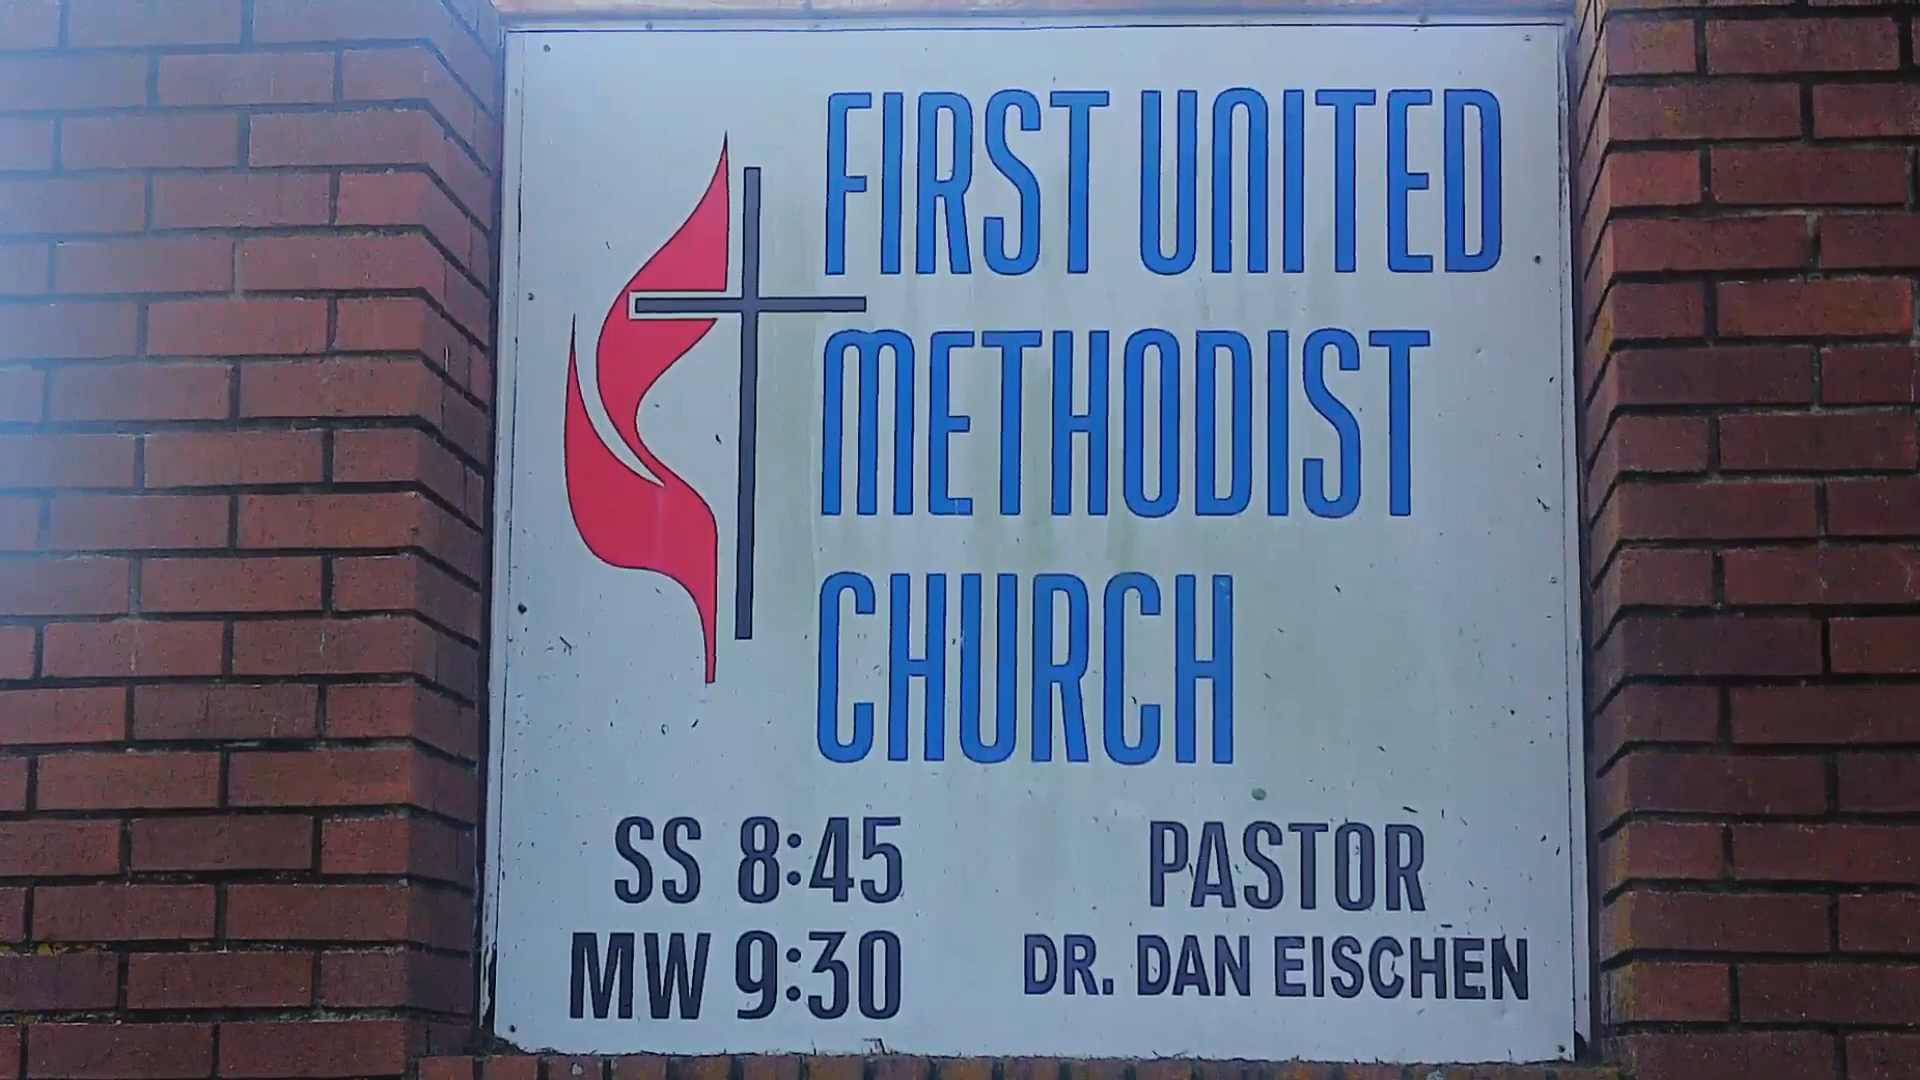 FIRST UNITED
METHODIST
CHURCH
SS 8:45
MW 9:30
PASTOR
DR. DAN EISCHEN